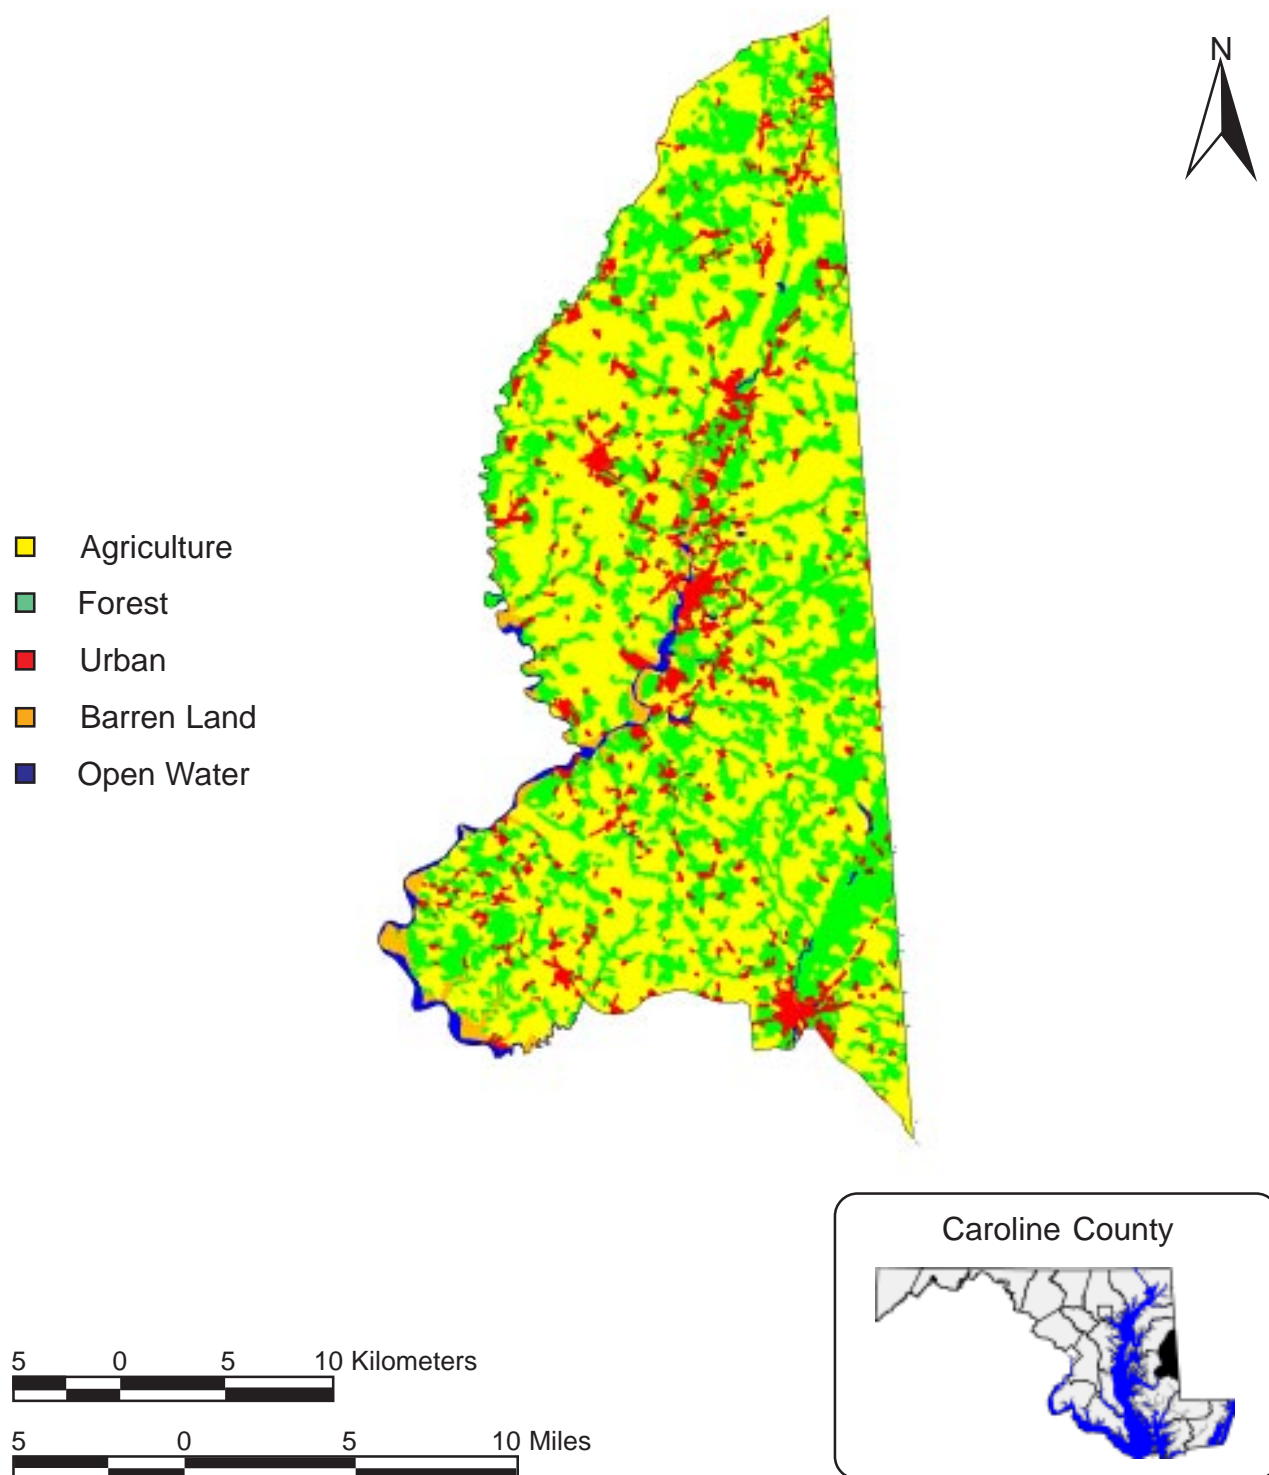 N
Agriculture
Forest
Urban
Barren Land
Open Water
Caroline County
5 0 5 10 Kilometers
5 0 5 10 Miles